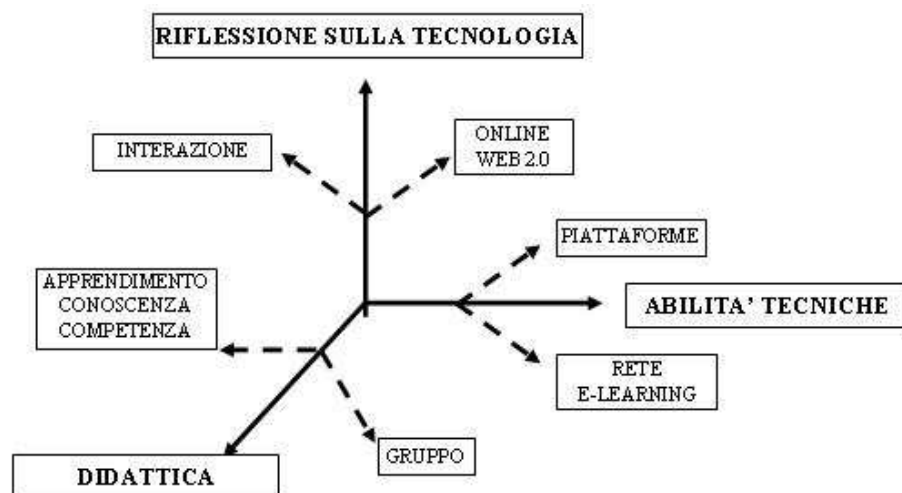 RIFLESSIONE SULLA TECNOLOGIA
INTERAZIONE
ONLINE
WEB 2.0
PIATTAFORME
APPRENDIMENTO
CONOSCENZA
COMPETENZA
ABILITA' TECNICHE
RETE
E-LEARNING
GRUPPO
DIDATTICA